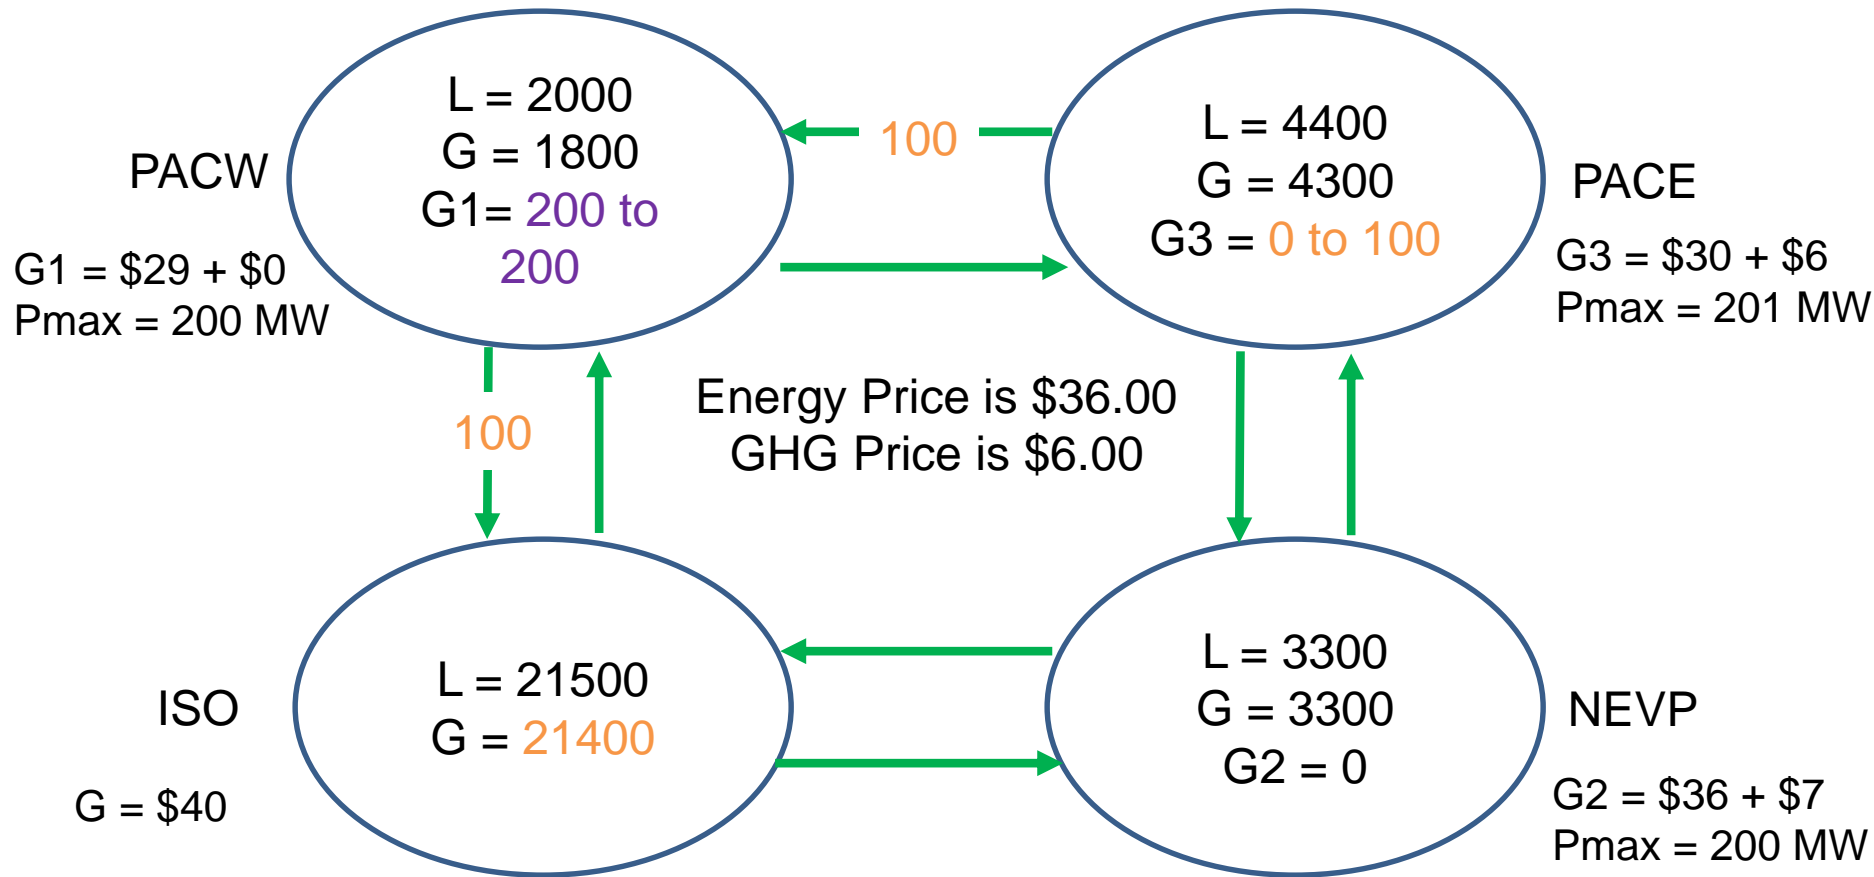 PACW
L = 2000
G = 1800
G1= 200 to
200
G1 = $29 + $0
Pmax = 200 MW
100
L = 4400
G = 4300
G3 = 0 to 100
PACE
G3 = $30 + $6
Pmax = 201 MW
100
Energy Price is $36.00
GHG Price is $6.00
ISO
L = 21500
G = 21400
G = $40
L = 3300
G = 3300
G2 = 0
NEVP
G2 = $36 + $7
Pmax = 200 MW